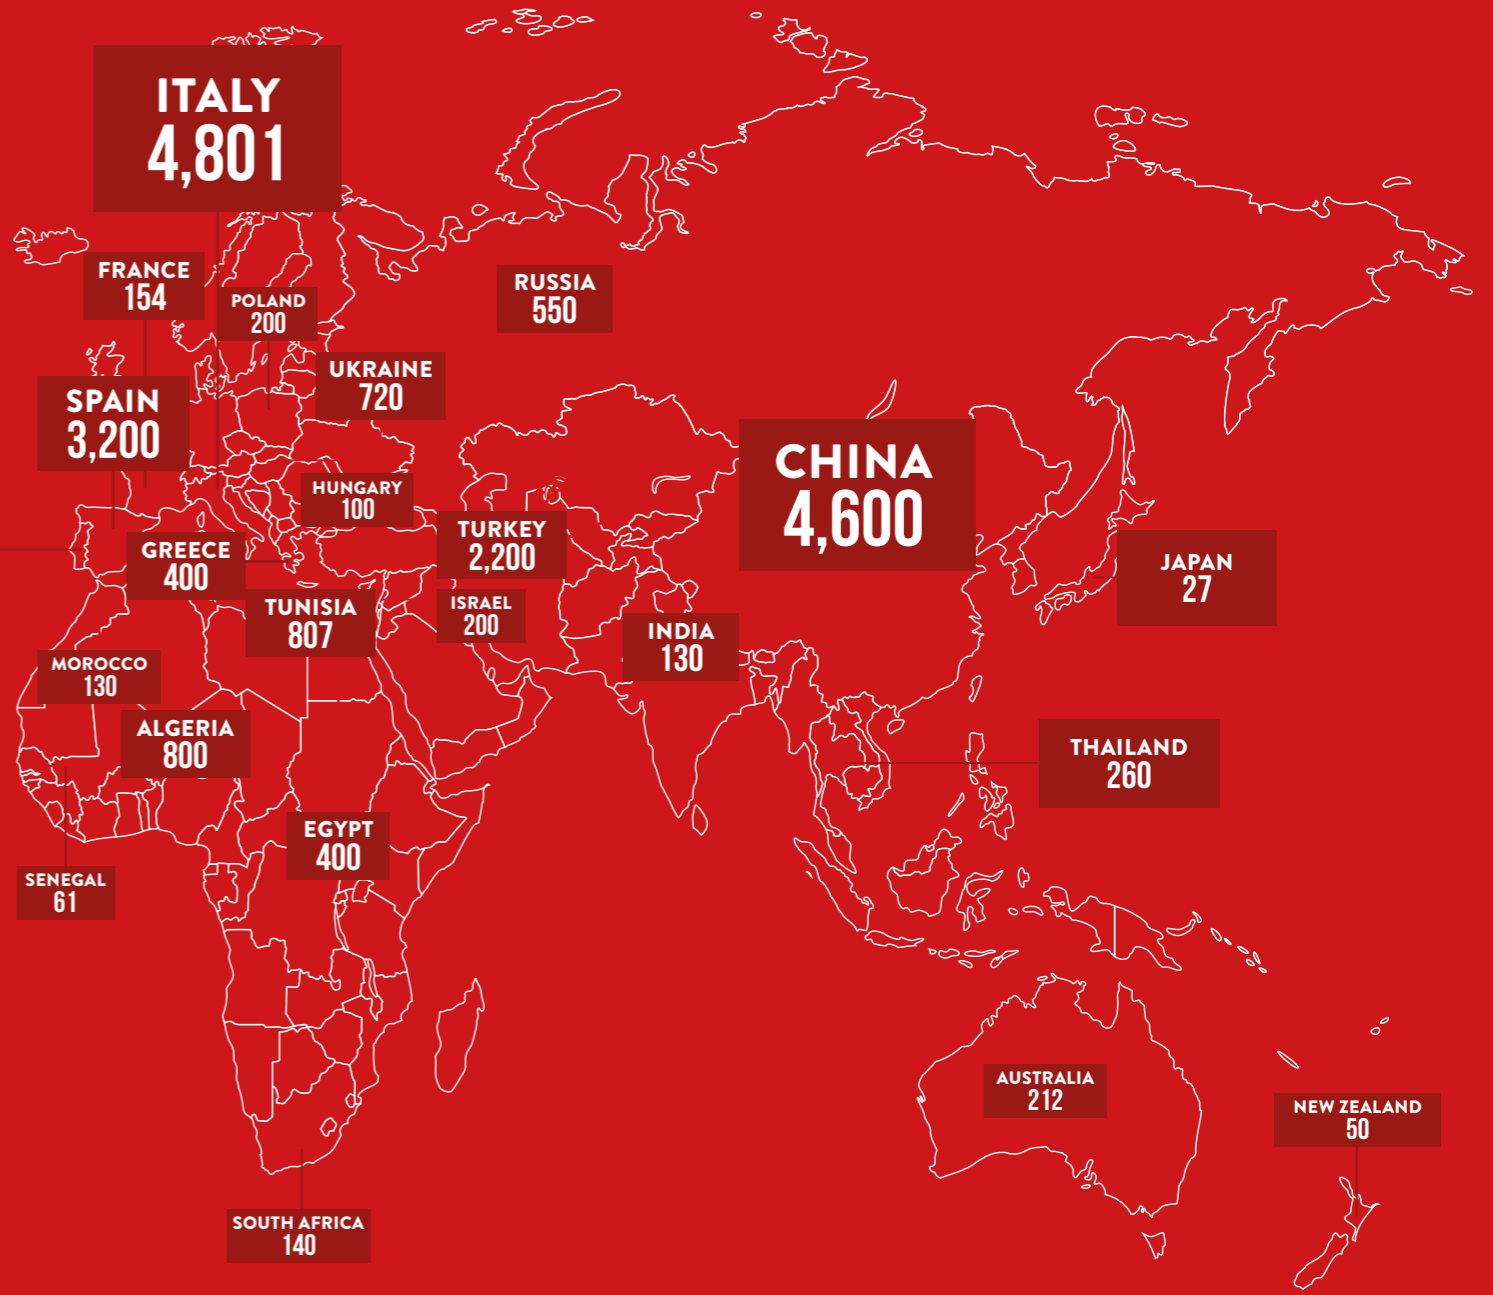 ITALY
4,801
FRANCE
154
POLAND
200
RUSSIA
550
UKRAINE
720
SPAIN
3,200
CHINA
4,600
HUNGARY
100
TURKEY
2,200
GREECE
400
JAPAN
27
TUNISIA
807
ISRAEL
200
INDIA
130
MOROCCO
130
ALGERIA
800
THAILAND
260
EGYPT
400
SENEGAL
61
AUSTRALIA
212
NEW ZEALAND
50
SOUTH AFRICA
140